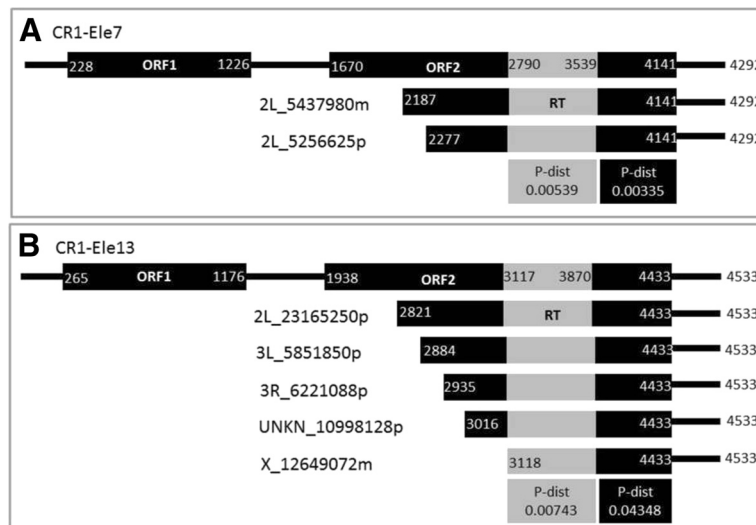 A CR1-Ele7
228 ORF1 1226 1670 ORF2 2790 3539 4141 4292
2L_5437980m 2187 RT 4141 4292
2L_5256625p 2277 4141 4292
P-dist P-dist
0.00539 0.00335
B CR1-Ele13
265 ORF1 1176 1938 ORF2 3117 3870 4433 4533
2L_23165250p 2821 RT 4433 4533
3L_5851850p 2884 4433 4533
3R_6221088p 2935 4433 4533
UNKN_10998128p 3016 4433 4533
X_12649072m 3118 4433 4533
P-dist P-dist
0.00743 0.04348